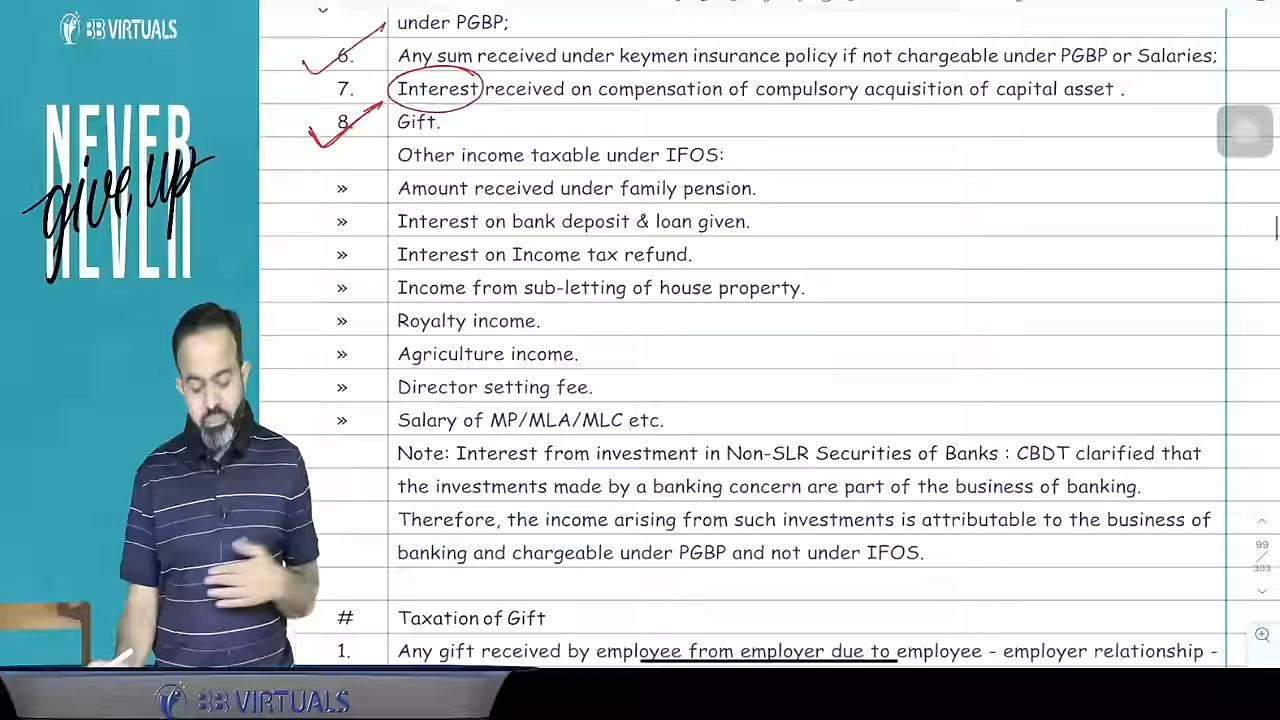 BB VIRTUALS
NEVER
give up
NEVER
under PGBP;
6. Any sum received under keymen insurance policy if not chargeable under PGBP or Salaries;
7. Interest received on compensation of compulsory acquisition of capital asset .
8. Gift.
Other income taxable under IFOS:
» Amount received under family pension.
» Interest on bank deposit & loan given.
» Interest on Income tax refund.
» Income from sub-letting of house property.
» Royalty income.
» Agriculture income.
» Director setting fee.
» Salary of MP/MLA/MLC etc.
Note: Interest from investment in Non-SLR Securities of Banks : CBDT clarified that
the investments made by a banking concern are part of the business of banking.
Therefore, the income arising from such investments is attributable to the business of
banking and chargeable under PGBP and not under IFOS.
99
303
# Taxation of Gift
1. Any gift received by employee from employer due to employee - employer relationship -
BB VIRTUALS